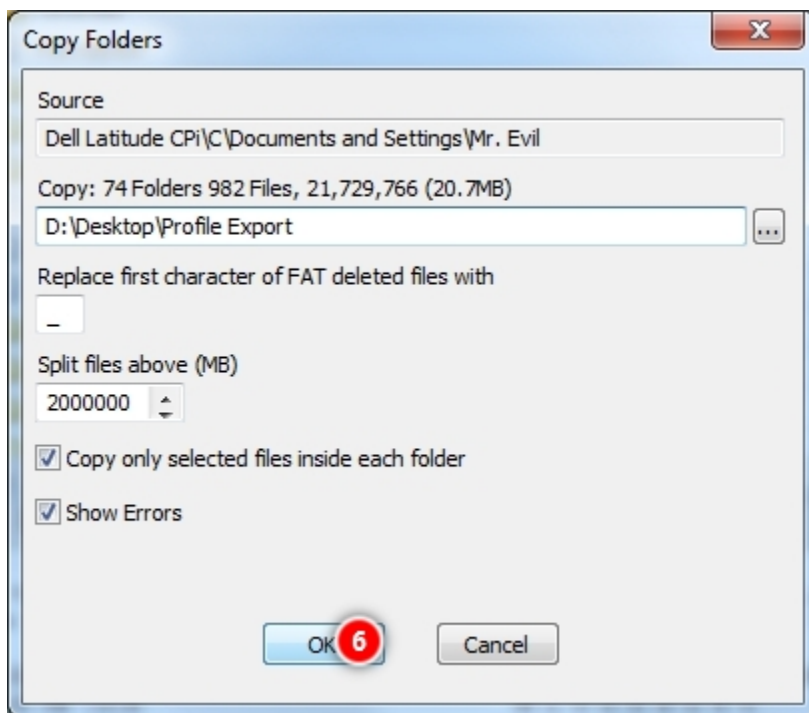 Copy Folders
Source
Dell Latitude CPi\C\Documents and Settings\Mr. Evil
Copy: 74 Folders 982 Files, 21,729,766 (20.7MB)
D:\Desktop\Profile Export
...
Replace first character of FAT deleted files with
_
Split files above (MB)
2000000
Copy only selected files inside each folder
Show Errors
OK 6 Cancel